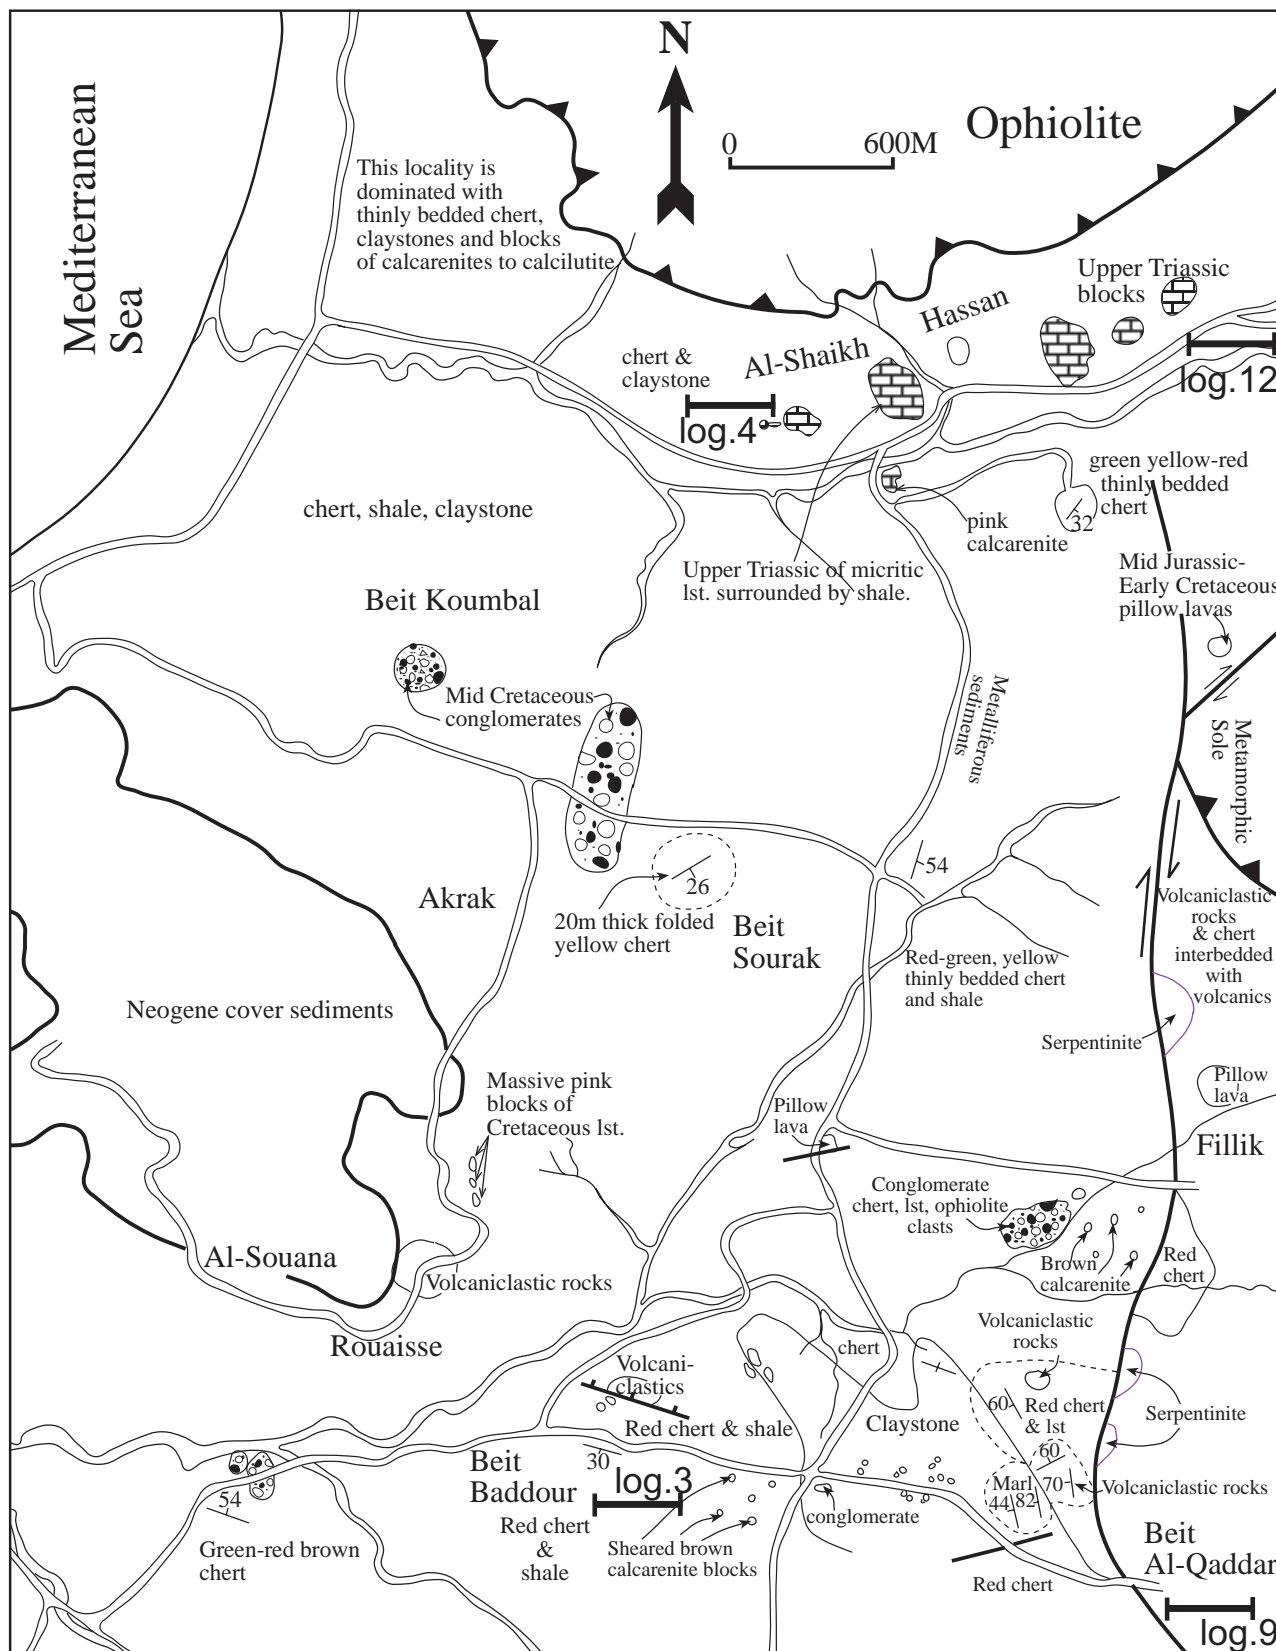 N
Mediterranean
Sea
0 600M
Ophiolite
This locality is
dominated with
thinly bedded chert,
claystones and blocks
of calcarenites to calcilutite
Upper Triassic
blocks
Hassan
Al-Shaikh
chert &
claystone
log.4
log.12
green yellow-red
thinly bedded
chert
32
pink
calcarenite
chert, shale, claystone
Upper Triassic of micritic
lst. surrounded by shale.
Mid Jurassic-
Early Cretaceous
pillow lavas
Beit Koumbal
Mid Cretaceous
conglomerates
Metalliferous
sediments
Metamorphic
Sole
54
26
Akrak
20m thick folded
yellow chert
Beit
Sourak
Volcaniclastic
rocks
& chert
interbedded
with
volcanics
Red-green, yellow
thinly bedded chert
and shale
Neogene cover sediments
Serpentinite
Massive pink
blocks of
Cretaceous lst.
Pillow
lava
Pillow
lava
Fillik
Conglomerate
chert, lst, ophiolite
clasts
Brown
calcarenite
Red
chert
Al-Souana
Volcaniclastic rocks
Rouaisse
Volcaniclastic
rocks
chert
Volcani-
clastics
60
Red chert
& lst
Serpentinite
Red chert & shale
Claystone
60
30
Beit
Baddour
log.3
Marl
70
Volcaniclastic rocks
44
82
54
conglomerate
Red chert
&
shale
Sheared brown
calcarenite blocks
Green-red brown
chert
Red chert
Beit
Al-Qaddar
log.9